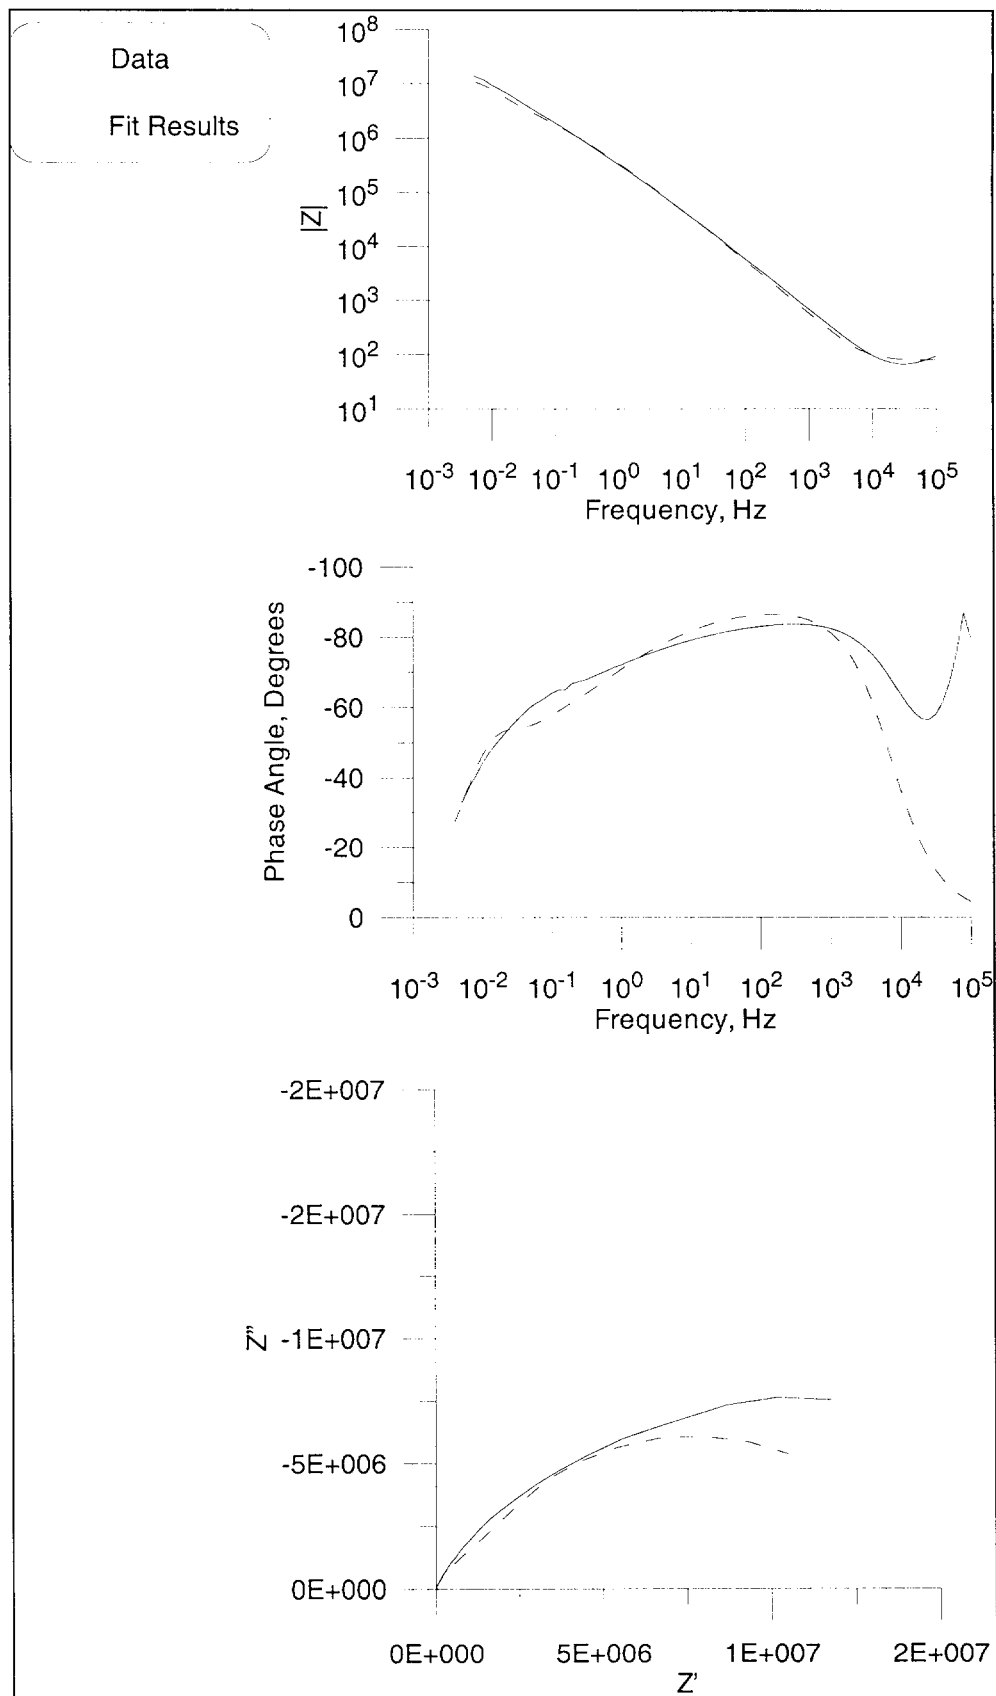 Data
Fit Results
10^8
10^7
10^6
10^5
10^4
10^3
10^2
10^1
|Z|
10^-3 10^-2 10^-1 10^0 10^1 10^2 10^3 10^4 10^5
Frequency, Hz
-100
-80
-60
-40
-20
0
Phase Angle, Degrees
10^-3 10^-2 10^-1 10^0 10^1 10^2 10^3 10^4 10^5
Frequency, Hz
-2E+007
-2E+007
-1E+007
-5E+006
0E+000
Z''
0E+000 5E+006 1E+007 2E+007
Z'